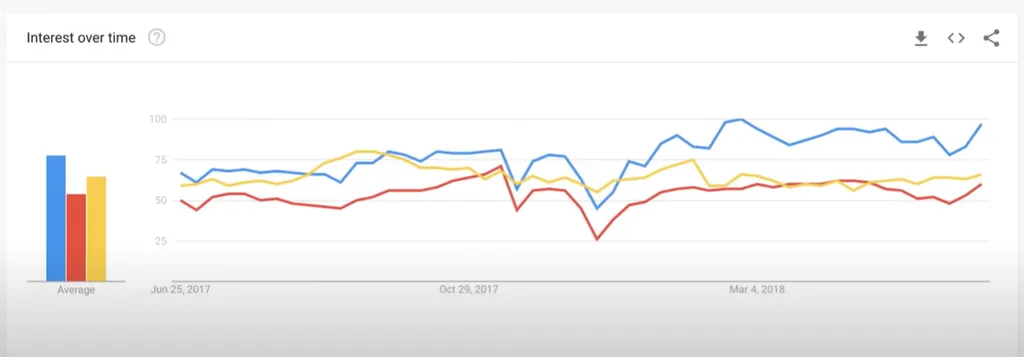 Interest over time
100
75
50
25
Average
Jun 25, 2017
Oct 29, 2017
Mar 4, 2018